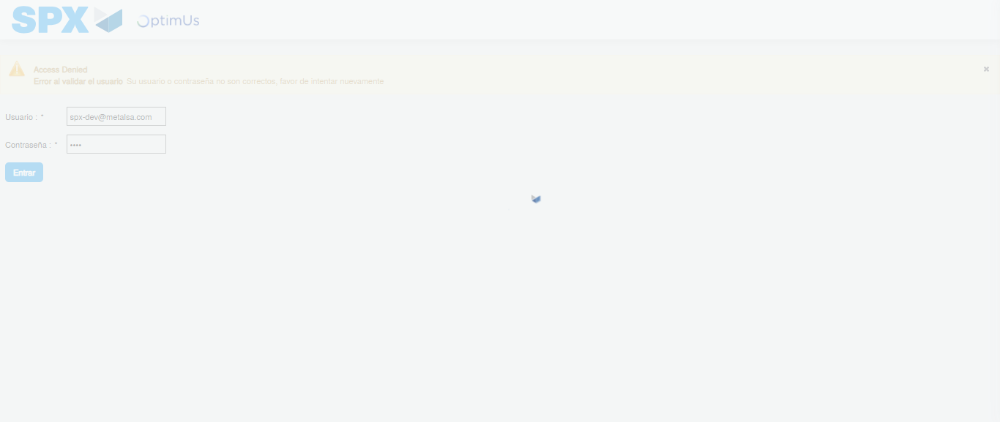 SPX OptimUs
Access Denied
Error al validar el usuario Su usuario o contraseña no son correctos, favor de intentar nuevamente
Usuario : * spx-dev@metalsa.com
Contraseña : * ••••
Entrar